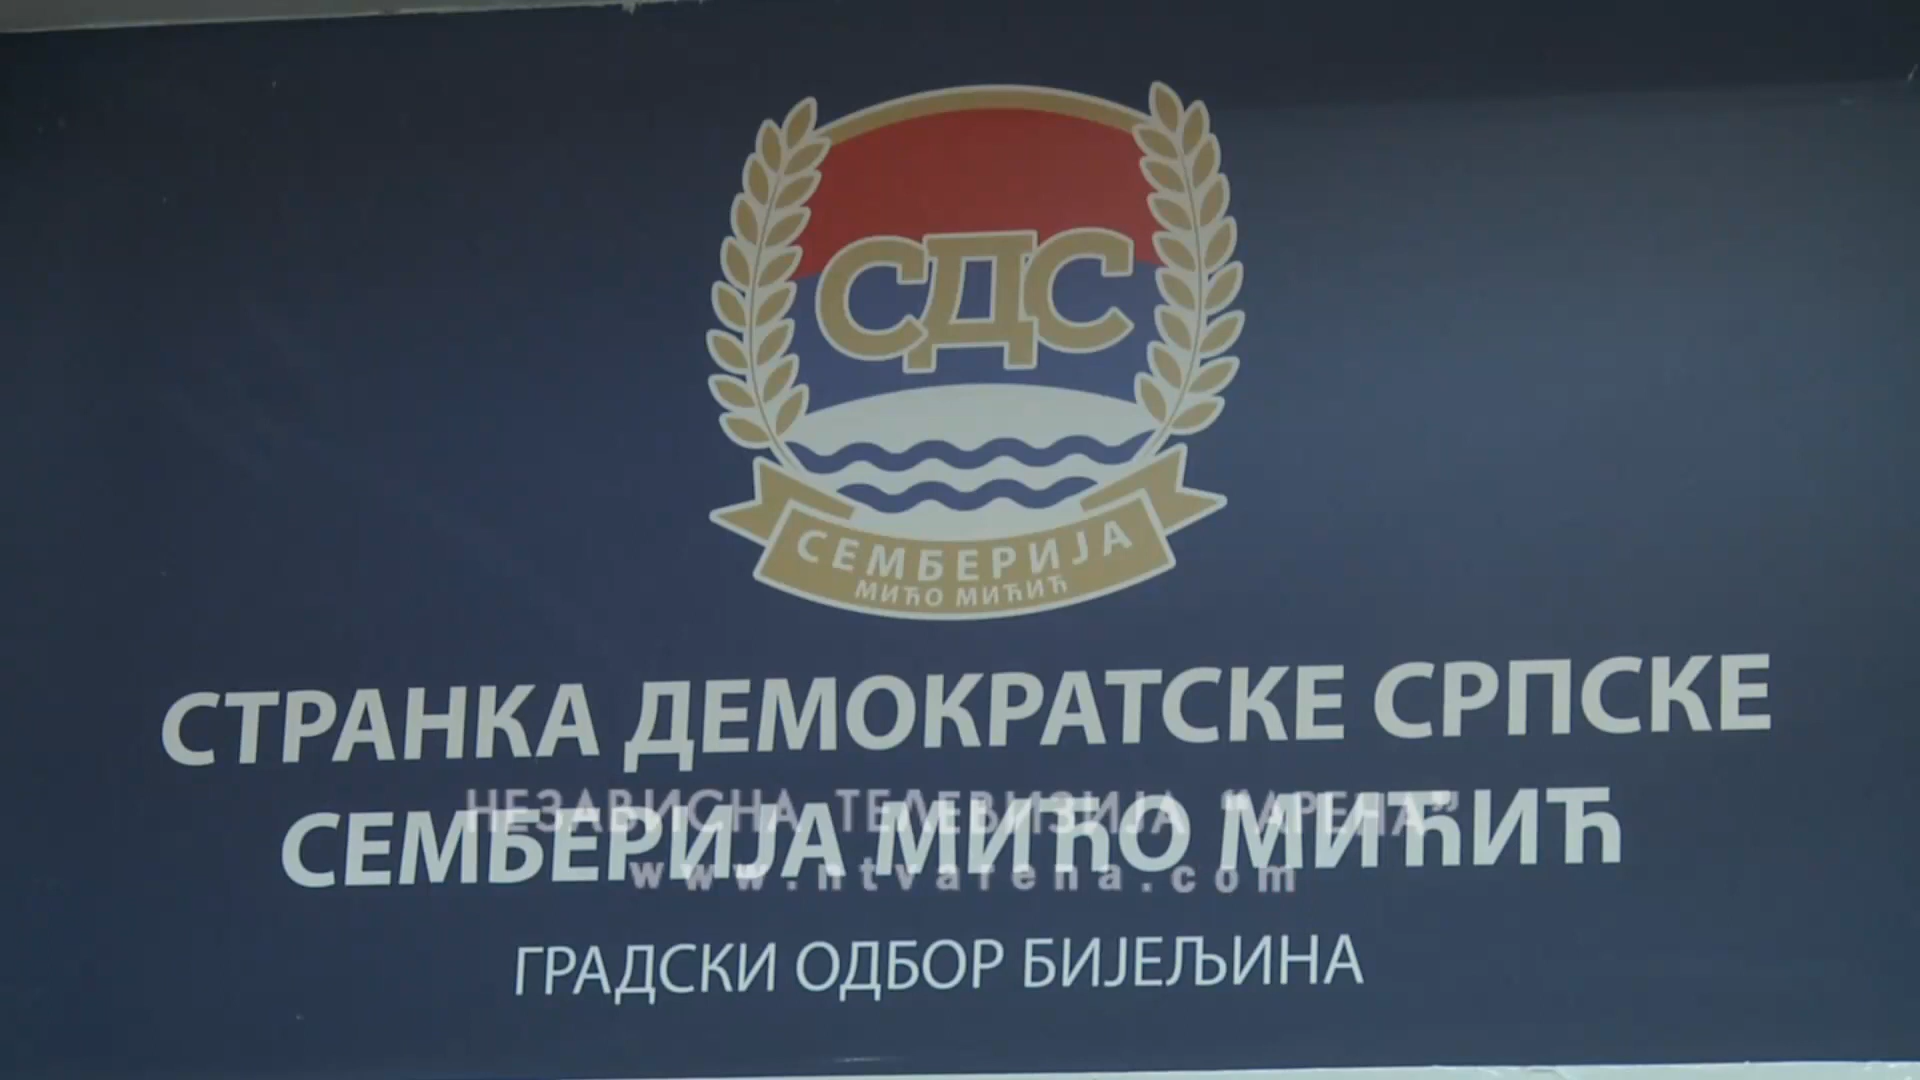 СДС
СЕМБЕРИЈА
МИЋО МИЋИЋ
СТРАНКА ДЕМОКРАТСКЕ СРПСКЕ
СЕМБЕРИЈА МИЋО МИЋИЋ
НЕЗАВИСНА ТЕЛЕВИЗИЈА "АРЕНА"
www.ntvarena.com
ГРАДСКИ ОДБОР БИЈЕЉИНА